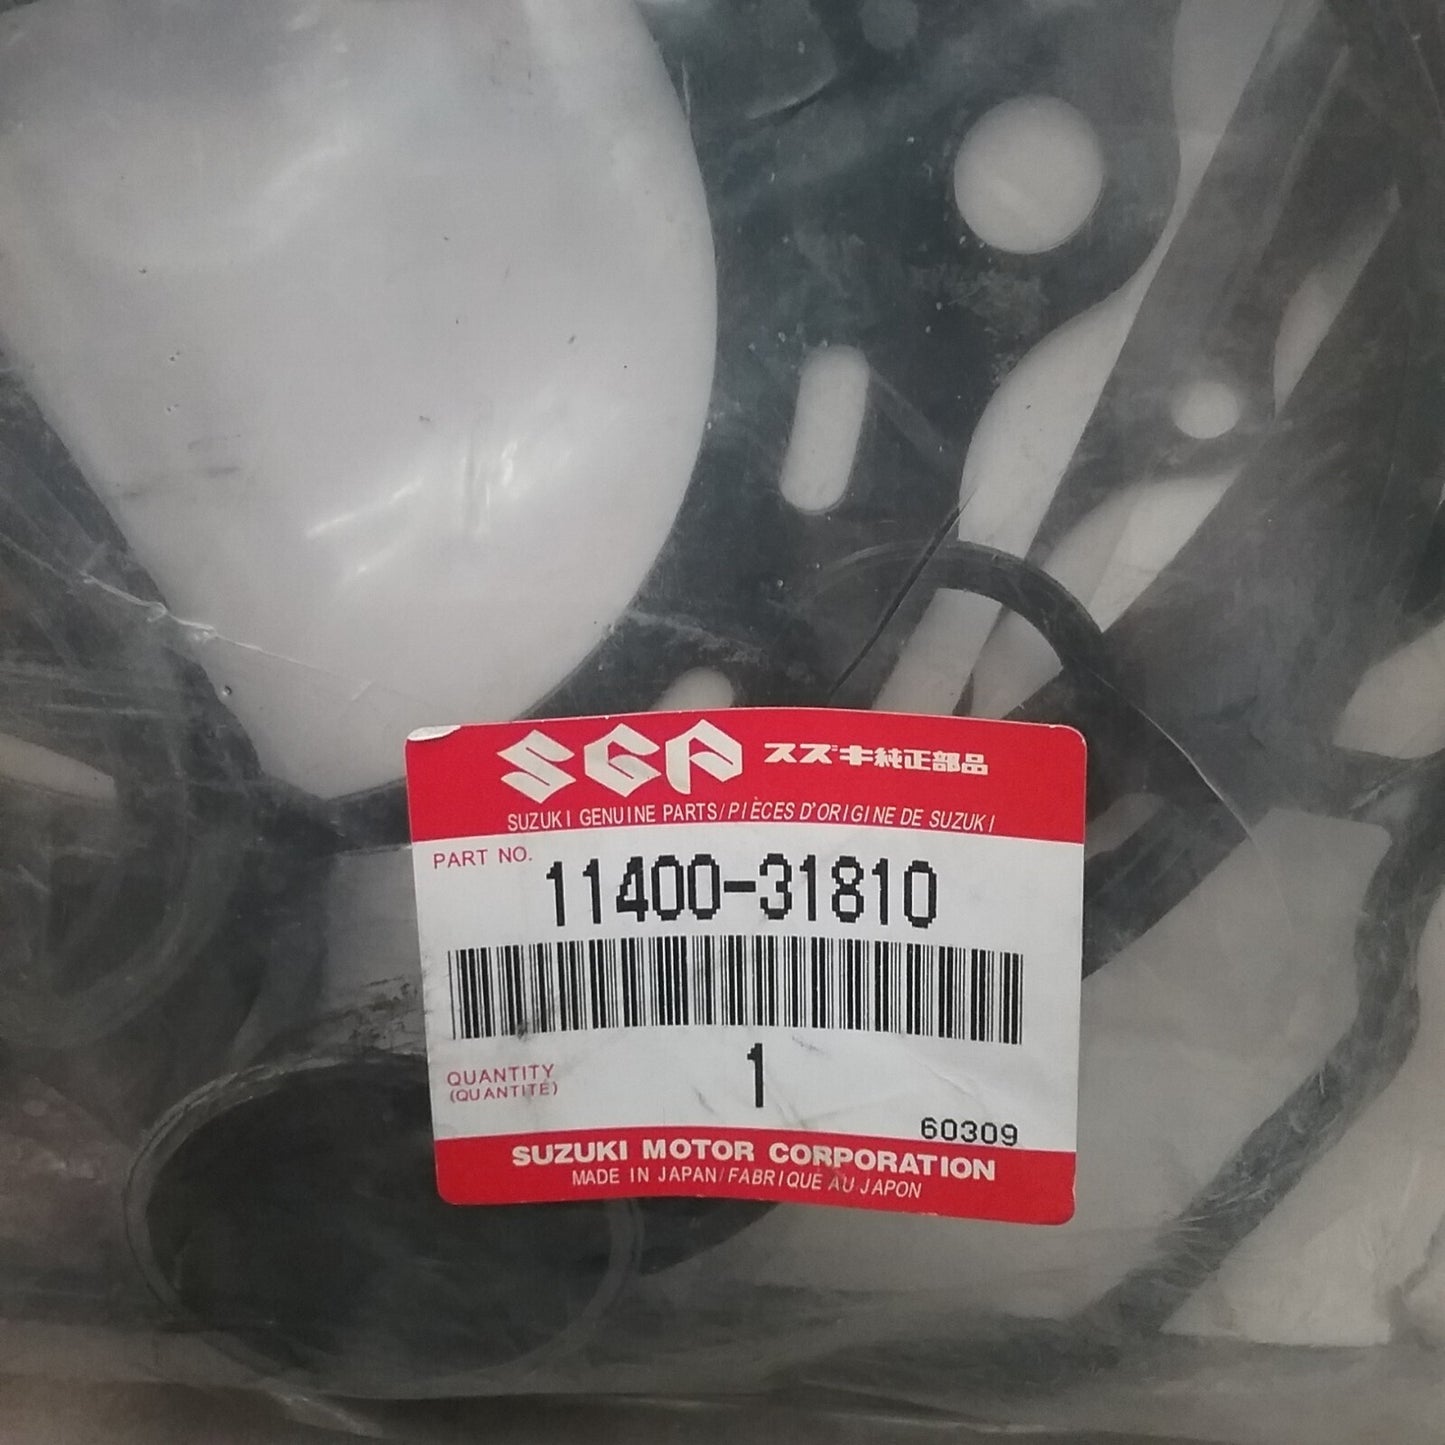 SGP スズキ純正部品
SUZUKI GENUINE PARTS/PIÈCES D'ORIGINE DE SUZUKI
PART NO. 11400-31810
QUANTITY
(QUANTITÉ) 1
60309
SUZUKI MOTOR CORPORATION
MADE IN JAPAN/FABRIQUÉ AU JAPON